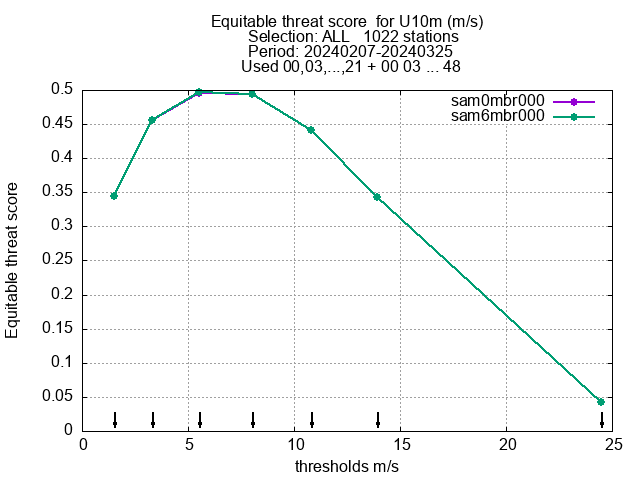 Equitable threat score  for U10m (m/s)
Selection: ALL   1022 stations
Period: 20240207-20240325
Used 00,03,...,21 + 00 03 ... 48
sam0mbr000
sam6mbr000
0.5
0.45
0.4
0.35
0.3
0.25
0.2
0.15
0.1
0.05
0
Equitable threat score
0 5 10 15 20 25
thresholds m/s